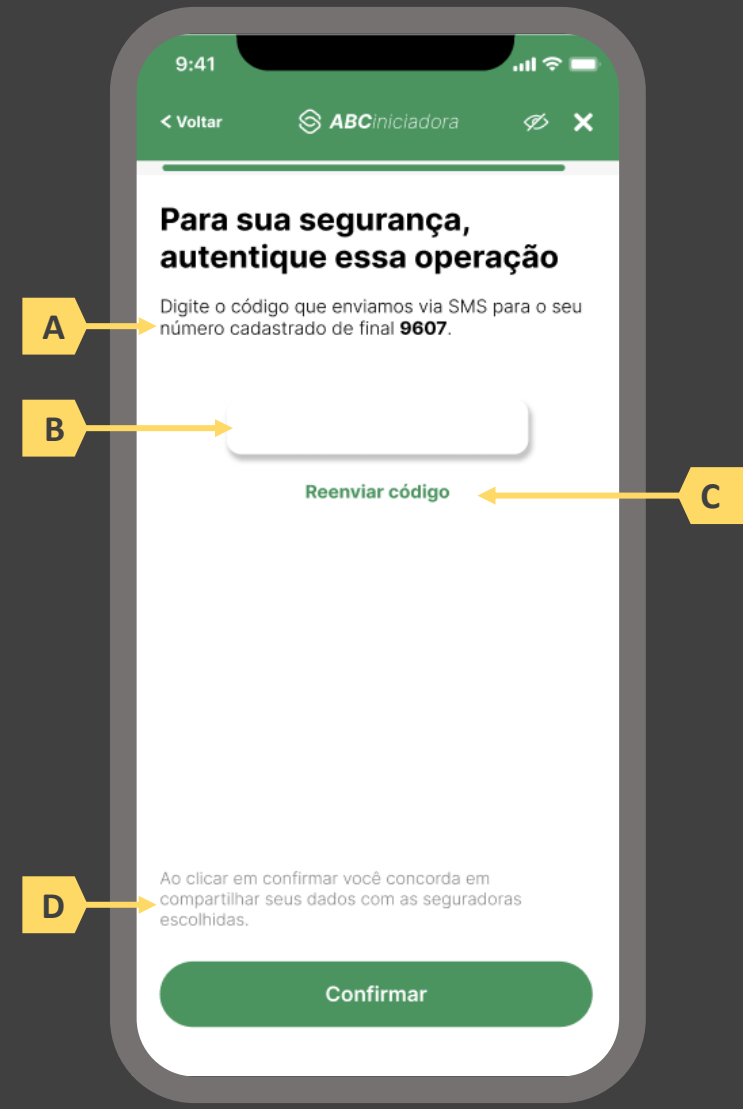 9:41
< Voltar
ABCiniciadora
Para sua segurança,
autentique essa operação
Digite o código que enviamos via SMS para o seu
A
número cadastrado de final 9607.
B
Reenviar código
C
Ao clicar em confirmar você concorda em
D
compartilhar seus dados com as seguradoras
escolhidas.
Confirmar